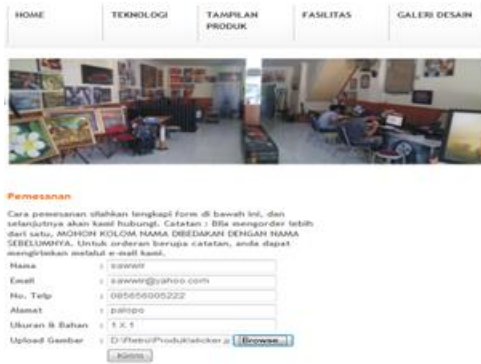 HOME TEKNOLOGI TAMPILAN PRODUK FASILITAS GALERI DESAIN
Pemesanan
Cara pemesanan silahkan lengkapi form di bawah ini, dan
selanjutnya akan kami hubungi. Catatan : Bila mengorder lebih
dari satu, MOHON KOLOM NAMA DIBEDAKAN DENGAN NAMA
SEBELUMNYA. Untuk orderan berupa catatan, anda dapat
mengirimkan melalui e-mail kami.
Nama : sawwir
Email : sawwir@yahoo.com
No. Telp : 085656005222
Alamat : palopo
Ukuran & Bahan : 1 X 1
Upload Gambar : D:\Retro\Produk\sticker.j Browse...
Kirim